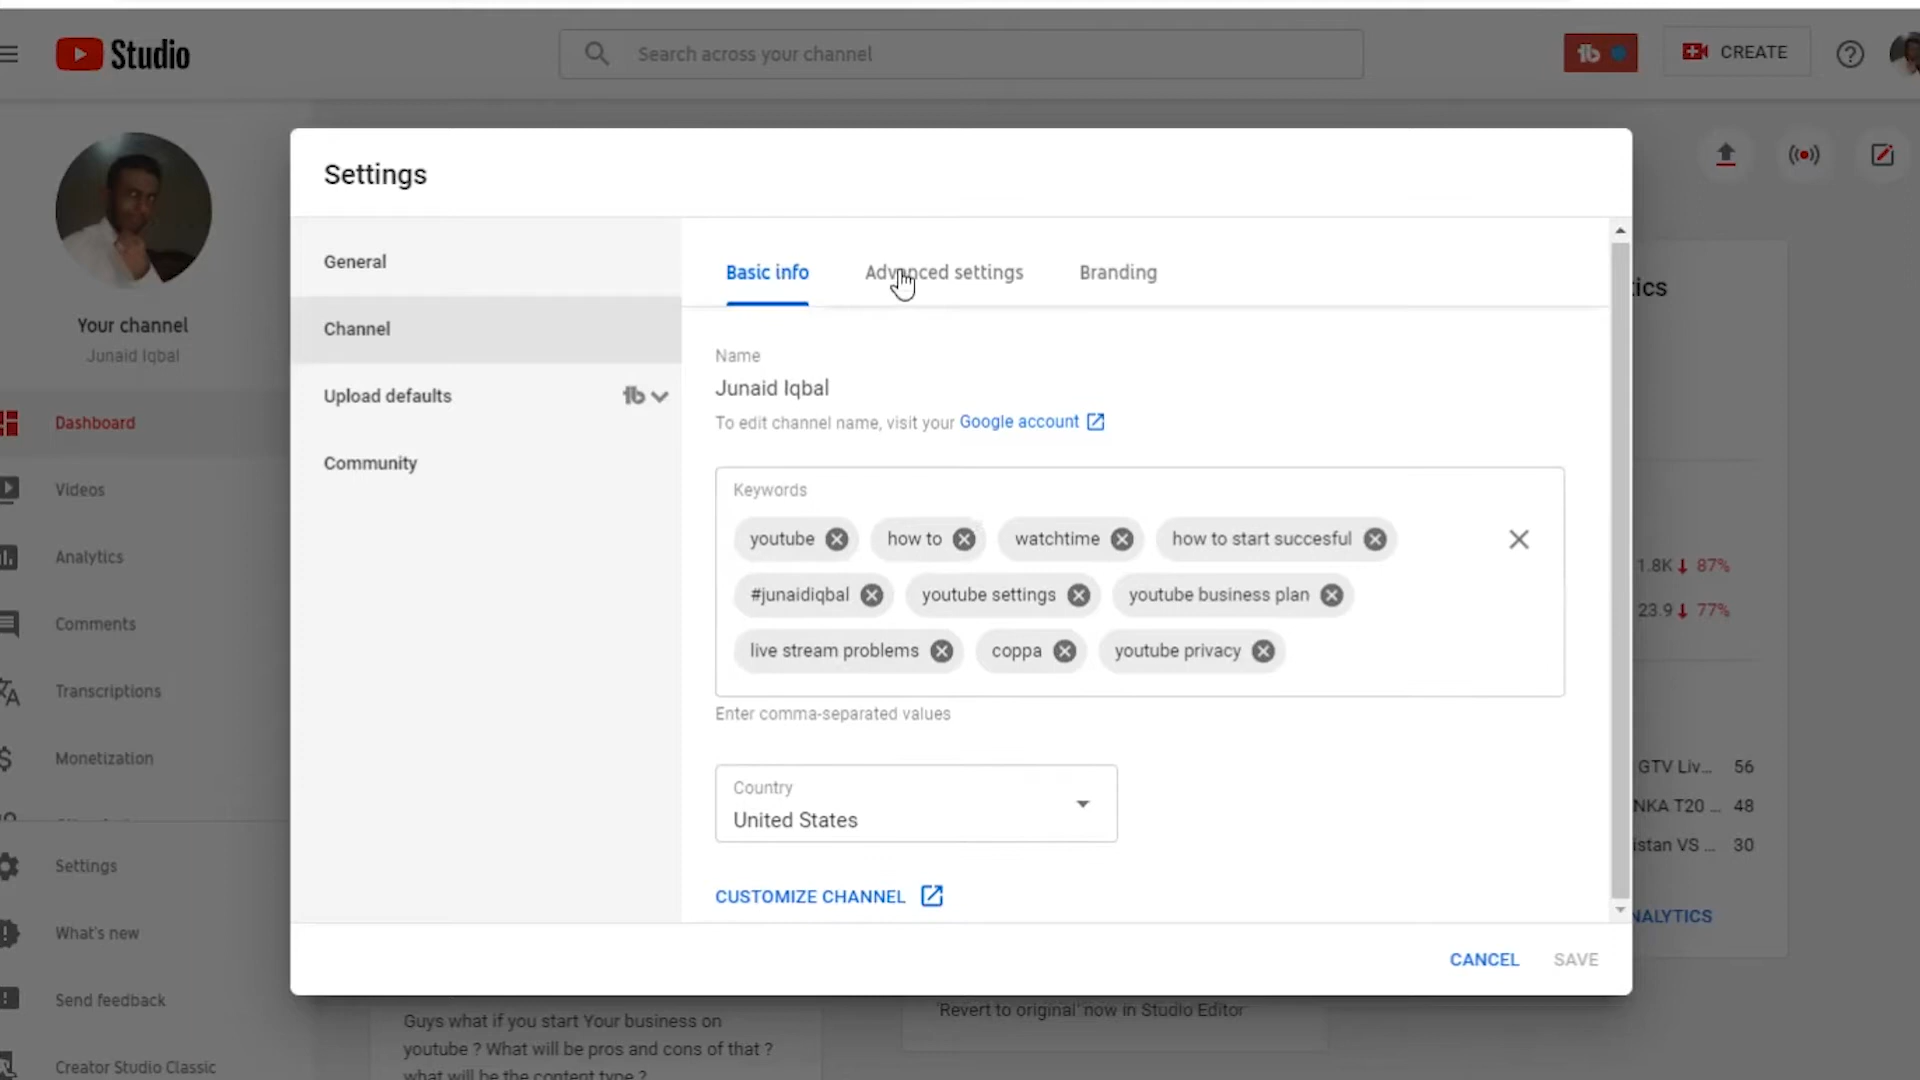 Studio
Search across your channel
CREATE
Settings
General
Channel
Upload defaults
Community
Basic info
Advanced settings
Branding
Name
Junaid Iqbal
To edit channel name, visit your Google account
Keywords
youtube
how to
watchtime
how to start succesful
#junaidiqbal
youtube settings
youtube business plan
live stream problems
coppa
youtube privacy
Enter comma-separated values
Country
United States
CUSTOMIZE CHANNEL
CANCEL
SAVE
Your channel
Junaid Iqbal
Dashboard
Videos
Analytics
Comments
Transcriptions
Monetization
Settings
What's new
Send feedback
Creator Studio Classic
tics
1.8K 87%
23.9 77%
GTV Liv... 56
NKA T20 ... 48
istan VS ... 30
NALYTICS
Guys what if you start Your business on
youtube ? What will be pros and cons of that ?
what will be the content type ?
'Revert to original' now in Studio Editor